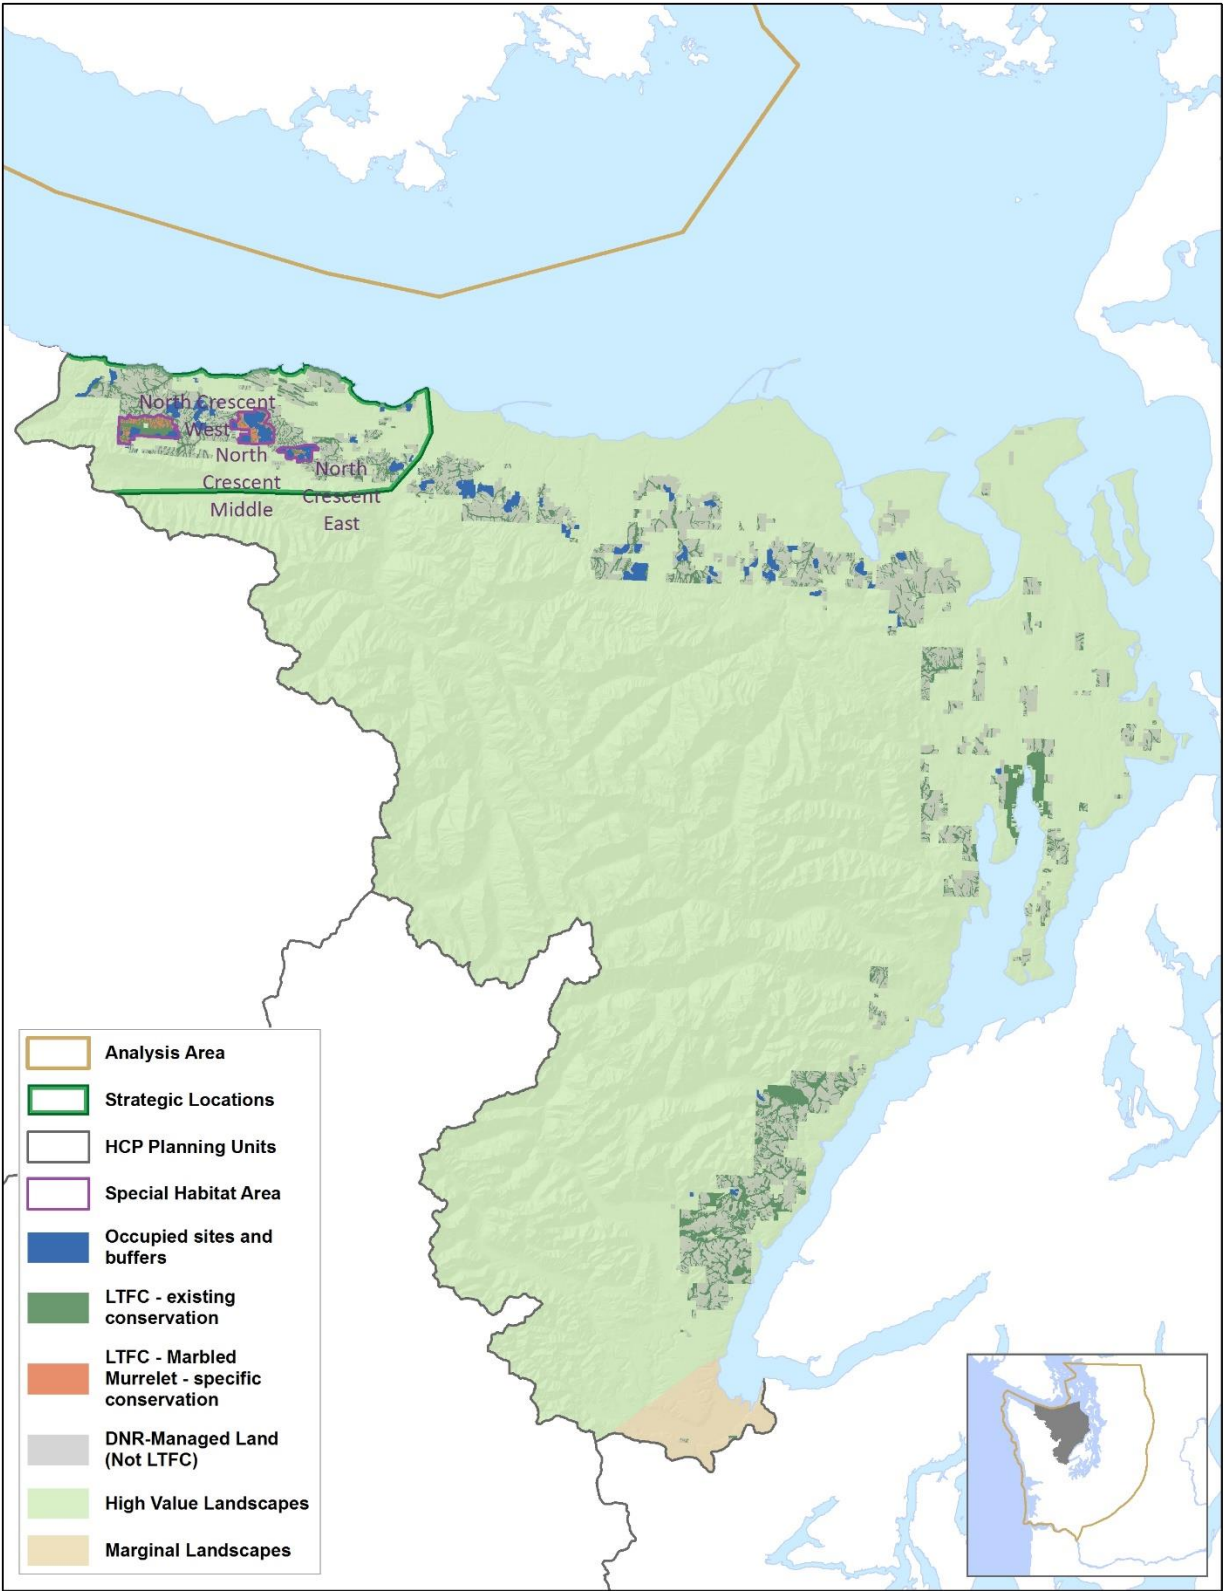 North Crescent
West
North
Crescent
Middle
North
Crescent
East
Analysis Area
Strategic Locations
HCP Planning Units
Special Habitat Area
Occupied sites and
buffers
LTFC - existing
conservation
LTFC - Marbled
Murrelet - specific
conservation
DNR-Managed Land
(Not LTFC)
High Value Landscapes
Marginal Landscapes